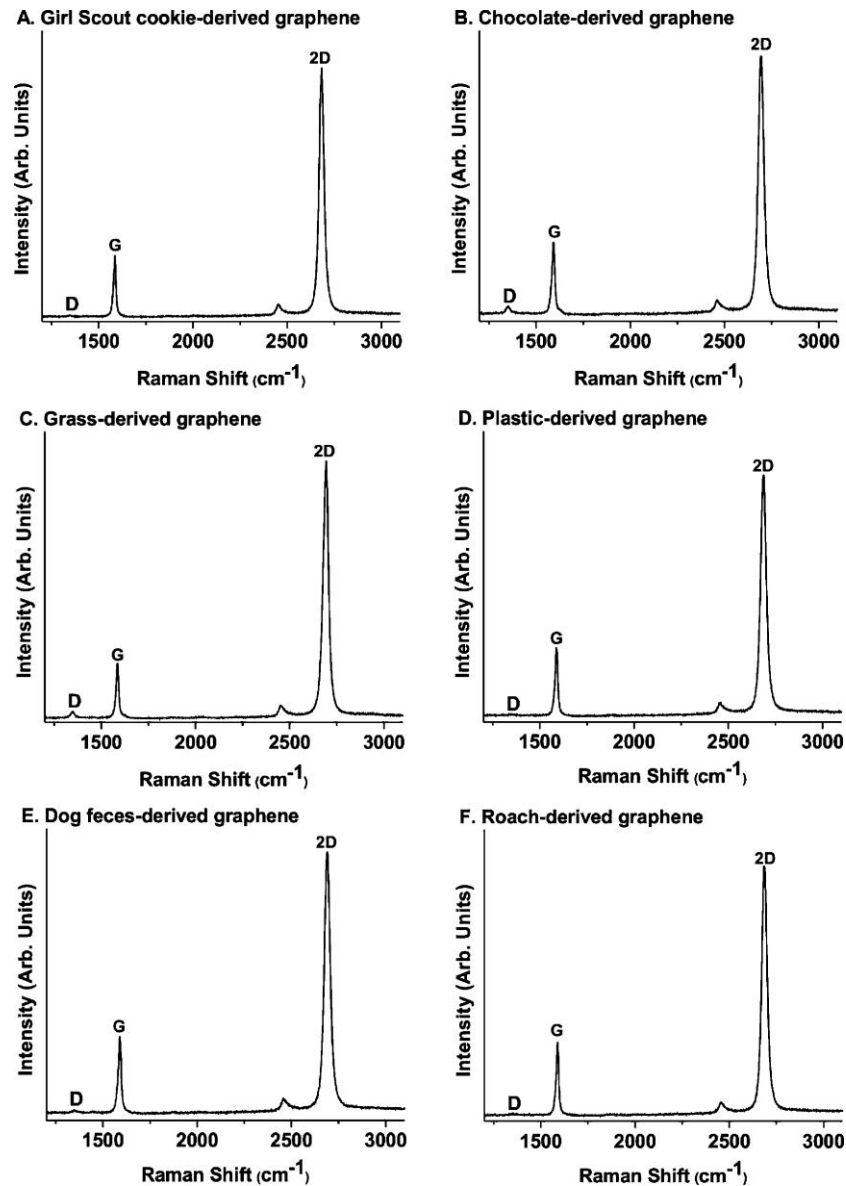 A. Girl Scout cookie-derived graphene
Intensity (Arb. Units)
D
G
2D
1500 2000 2500 3000
Raman Shift (cm-1)
B. Chocolate-derived graphene
Intensity (Arb. Units)
D
G
2D
1500 2000 2500 3000
Raman Shift (cm-1)
C. Grass-derived graphene
Intensity (Arb. Units)
D
G
2D
1500 2000 2500 3000
Raman Shift (cm-1)
D. Plastic-derived graphene
Intensity (Arb. Units)
D
G
2D
1500 2000 2500 3000
Raman Shift (cm-1)
E. Dog feces-derived graphene
Intensity (Arb. Units)
D
G
2D
1500 2000 2500 3000
Raman Shift (cm-1)
F. Roach-derived graphene
Intensity (Arb. Units)
D
G
2D
1500 2000 2500 3000
Raman Shift (cm-1)